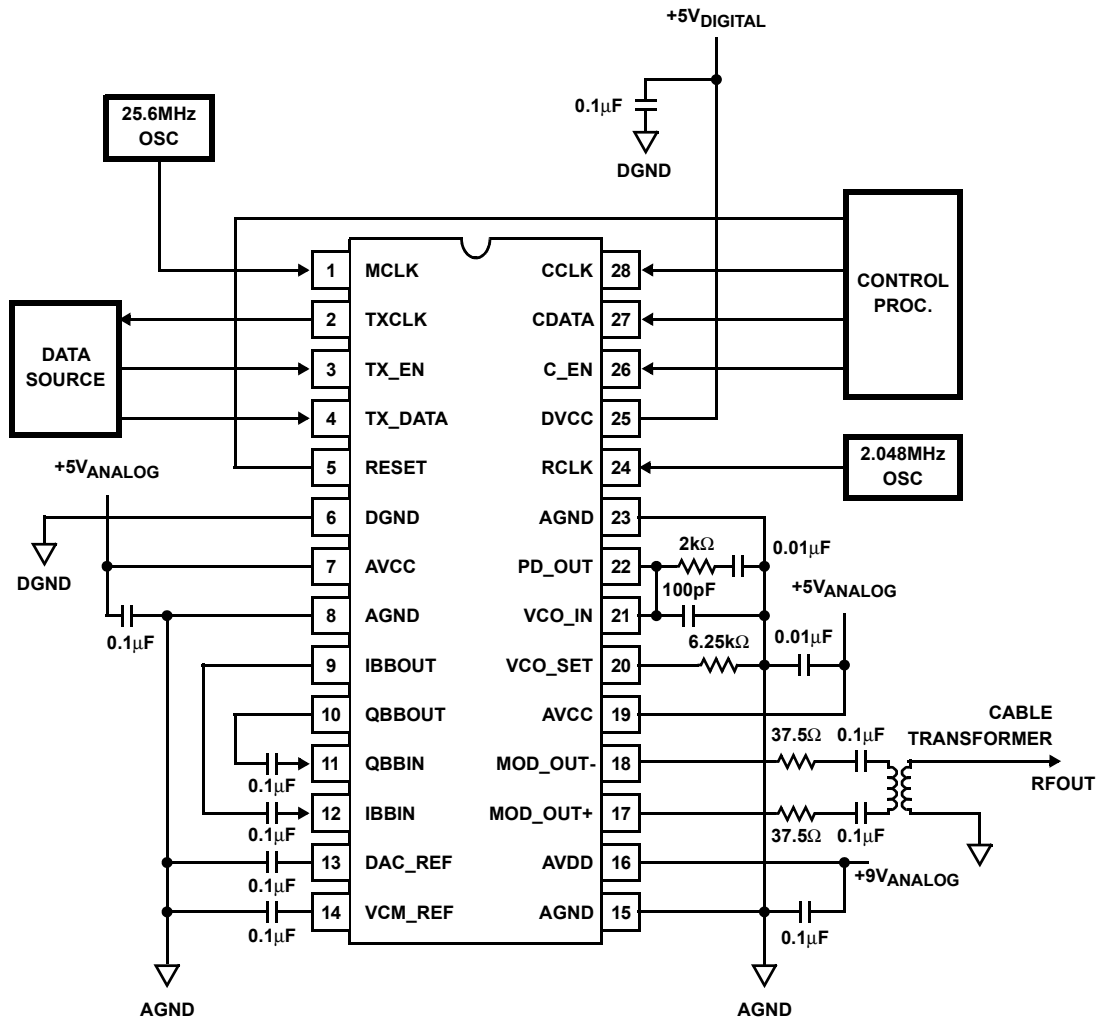 +5VDIGITAL
0.1µF
DGND
25.6MHz
OSC
CONTROL
PROC.
DATA
SOURCE
2.048MHz
OSC
1 MCLK CCLK 28
2 TXCLK CDATA 27
3 TX_EN C_EN 26
4 TX_DATA DVCC 25
5 RESET RCLK 24
6 DGND AGND 23
7 AVCC PD_OUT 22
8 AGND VCO_IN 21
9 IBBOUT VCO_SET 20
10 QBBOUT AVCC 19
11 QBBIN MOD_OUT- 18
12 IBBIN MOD_OUT+ 17
13 DAC_REF AVDD 16
14 VCM_REF AGND 15
+5VANALOG
DGND
0.1µF
0.1µF
0.1µF
0.1µF
0.1µF
AGND
2kΩ
0.01µF
100pF
+5VANALOG
6.25kΩ
0.01µF
CABLE
TRANSFORMER
37.5Ω
0.1µF
RFOUT
37.5Ω
0.1µF
+9VANALOG
0.1µF
AGND